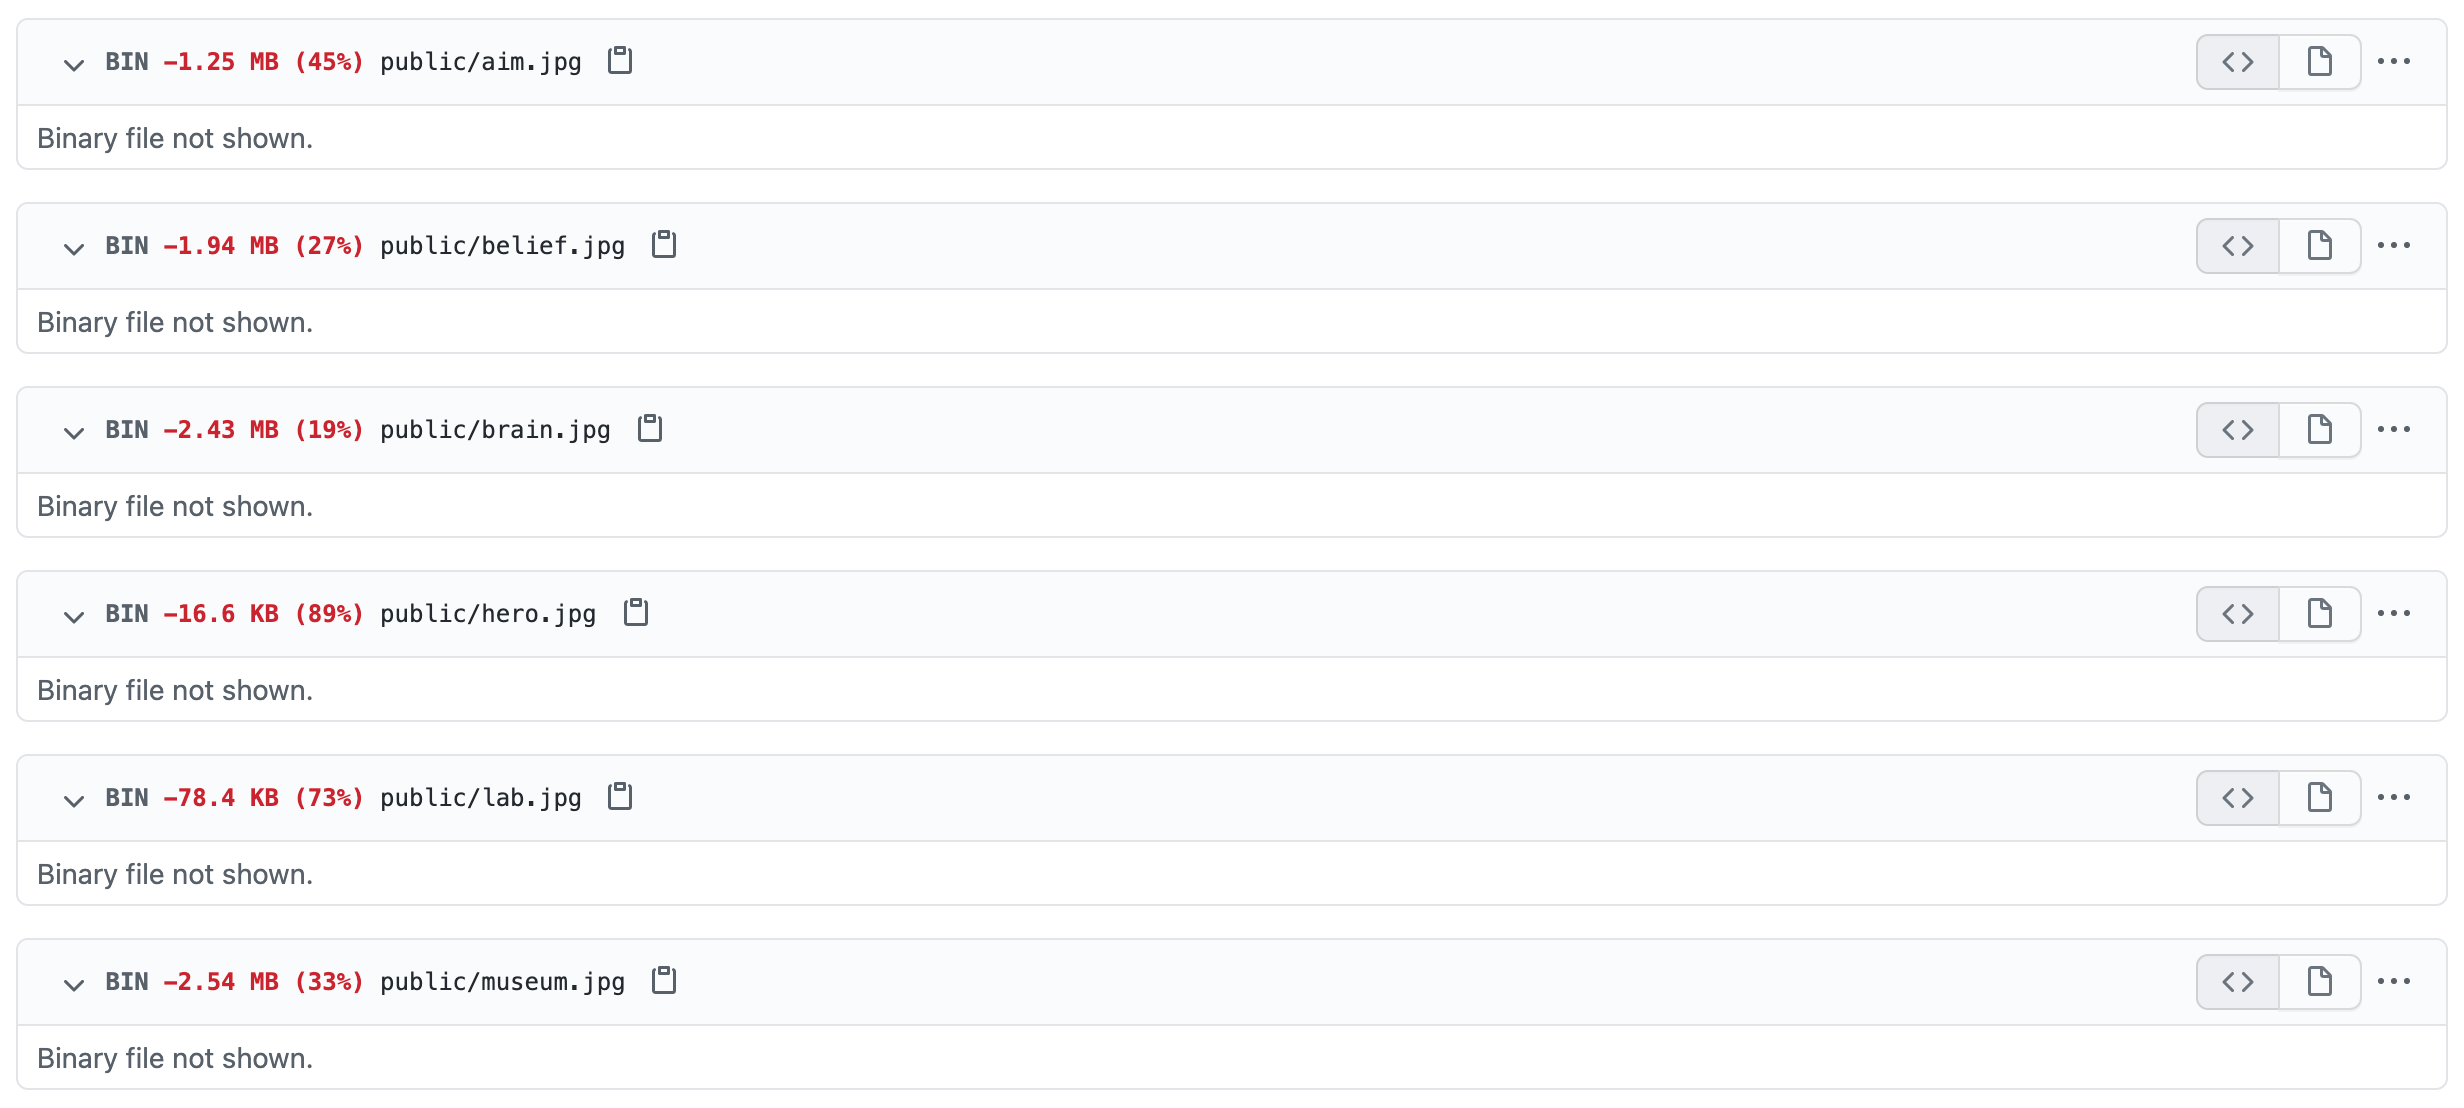 BIN −1.25 MB (45%) public/aim.jpg
Binary file not shown.
BIN −1.94 MB (27%) public/belief.jpg
Binary file not shown.
BIN −2.43 MB (19%) public/brain.jpg
Binary file not shown.
BIN −16.6 KB (89%) public/hero.jpg
Binary file not shown.
BIN −78.4 KB (73%) public/lab.jpg
Binary file not shown.
BIN −2.54 MB (33%) public/museum.jpg
Binary file not shown.